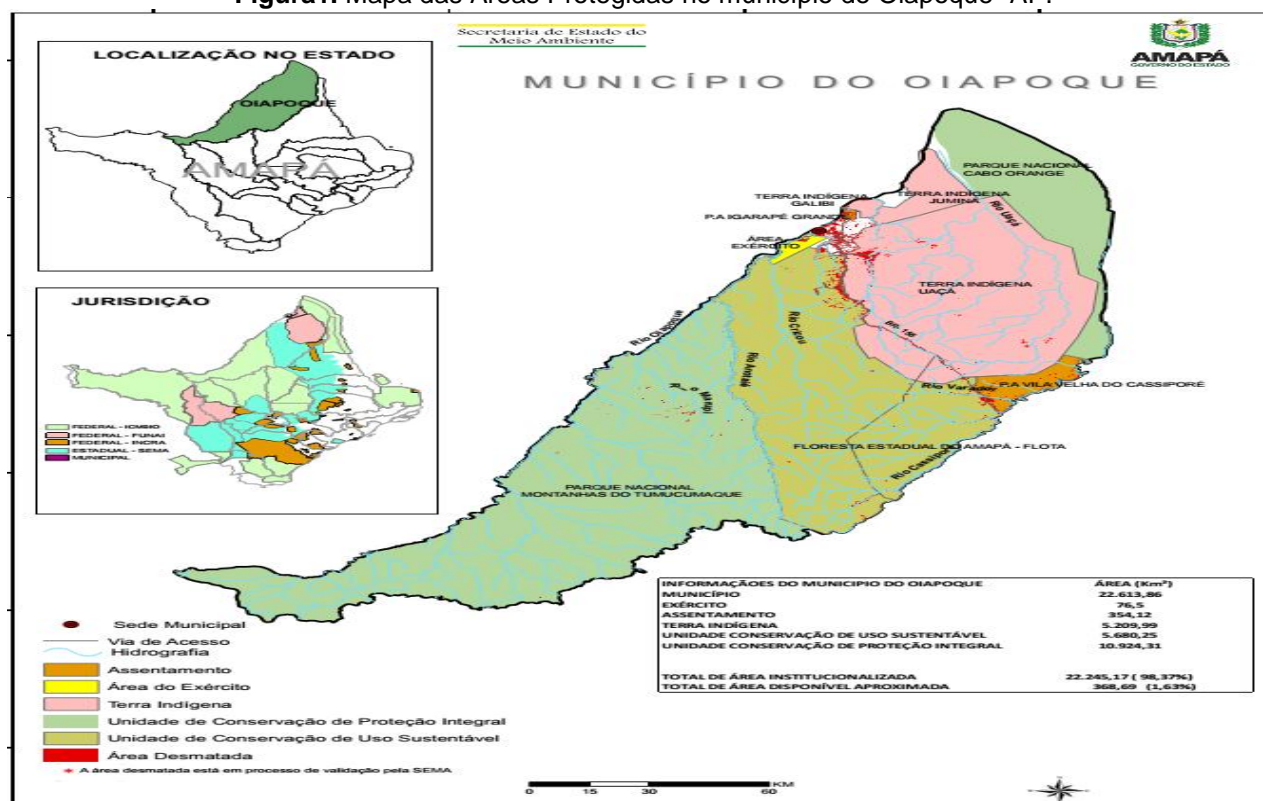 Figura1. Mapa das Áreas Protegidas no município do Oiapoque- AP.
Secretaria de Estado do
Meio Ambiente
AMAPÁ
GOVERNO DO ESTADO
MUNICÍPIO DO OIAPOQUE
LOCALIZAÇÃO NO ESTADO
OIAPOQUE
AMAPÁ
JURISDIÇÃO
FEDERAL - ICMBIO
FEDERAL - FUNAI
FEDERAL - INCRA
ESTADUAL - SEMA
MUNICIPAL
PARQUE NACIONAL
CABO ORANGE
TERRA INDÍGENA
GALIBI
TERRA INDÍGENA
JUMINÃ
P.A IGARAPÉ GRANDE
Rio Uaçá
ÁREA
EXÉRCITO
TERRA INDÍGENA
UAÇÁ
BR- 156
Rio Cricou
Rio Anotaié
Rio Varador
P.A VILA VELHA DO CASSIPORÉ
FLORESTA ESTADUAL DO AMAPÁ - FLOTA
Rio Cassiporé
PARQUE NACIONAL
MONTANHAS DO TUMUCUMAQUE
INFORMAÇÃOES DO MUNICIPIO DO OIAPOQUE ÁREA (Km²)
MUNICÍPIO 22.613,86
EXÉRCITO 76,5
ASSENTAMENTO 354,12
TERRA INDÍGENA 5.209,99
UNIDADE CONSERVAÇÃO DE USO SUSTENTÁVEL 5.680,25
UNIDADE CONSERVAÇÃO DE PROTEÇÃO INTEGRAL 10.924,31
TOTAL DE ÁREA INSTITUCIONALIZADA 22.245,17 ( 98,37%)
TOTAL DE ÁREA DISPONÍVEL APROXIMADA 368,69 (1,63%)
Sede Municipal
Via de Acesso
Hidrografia
Assentamento
Área do Exército
Terra Indígena
Unidade de Conservação de Proteção Integral
Unidade de Conservação de Uso Sustentável
Área Desmatada
* A área desmatada está em processo de validação pela SEMA
KM
0 15 30 60